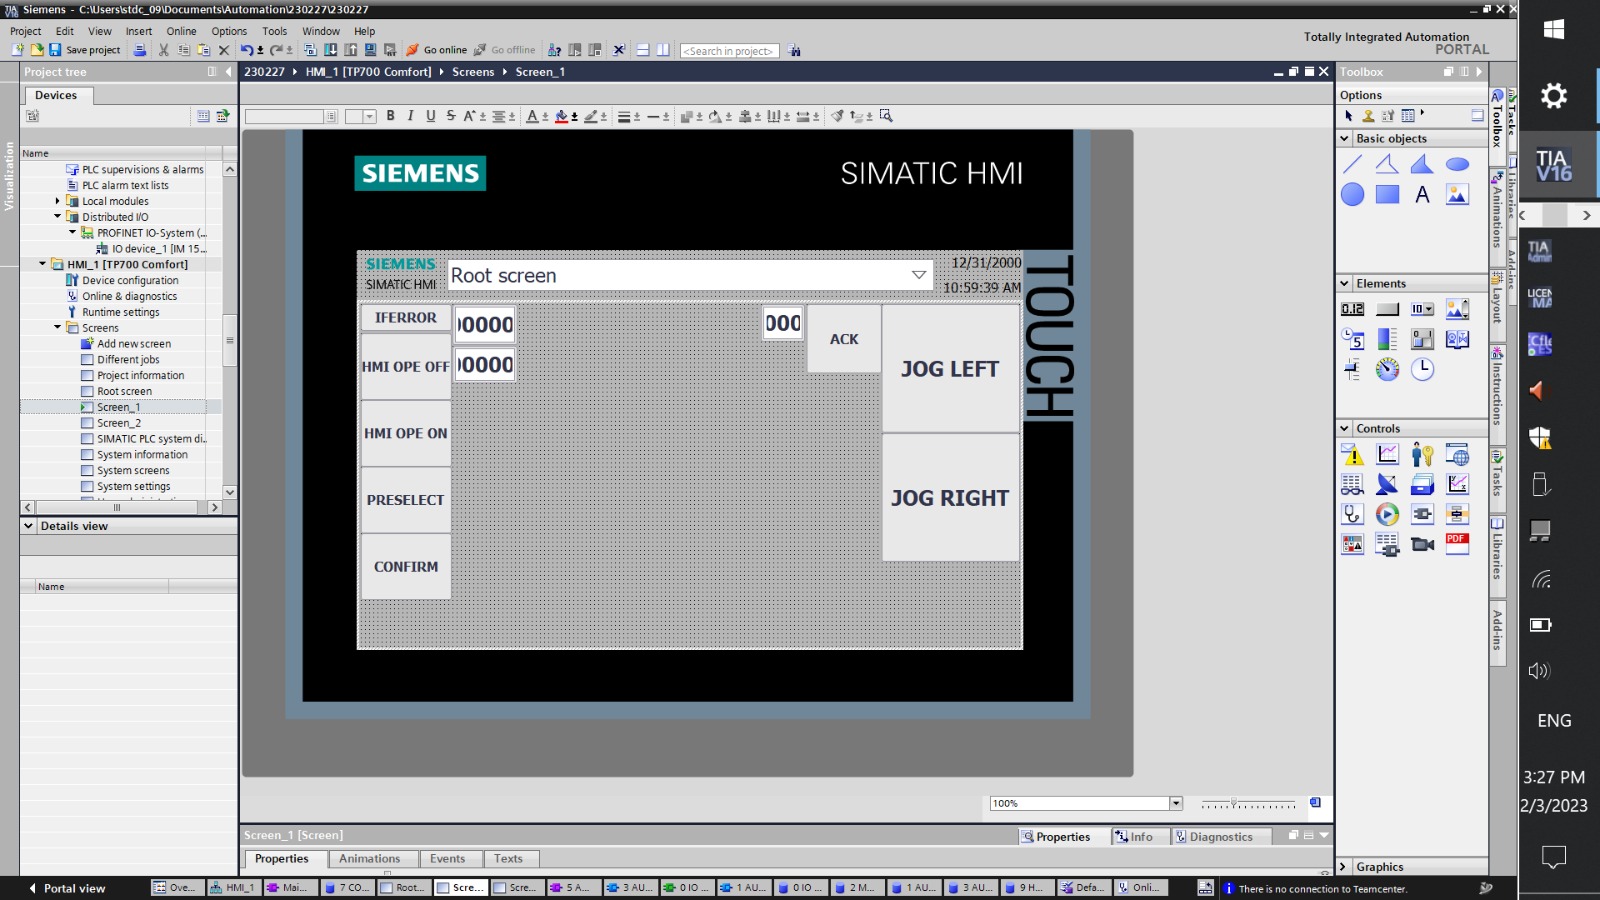 Siemens - C:\Users\stdc_09\Documents\Automation\230227\230227
Project Edit View Insert Online Options Tools Window Help
Totally Integrated Automation
PORTAL
Save project
Go online
Go offline
<Search in project>
Project tree
230227 HMI_1 [TP700 Comfort] Screens Screen_1
Toolbox
Devices
Options
Name
Basic objects
PLC supervisions & alarms
PLC alarm text lists
Local modules
Distributed I/O
PROFINET IO-System (...
IO device_1 [IM 15...
HMI_1 [TP700 Comfort]
Device configuration
Online & diagnostics
Runtime settings
Screens
Add new screen
Different jobs
Project information
Root screen
Screen_1
Screen_2
SIMATIC PLC system di...
System information
System screens
System settings
Details view
Name
Visualization
SIEMENS
SIMATIC HMI
SIEMENS
SIMATIC HMI
Root screen
12/31/2000
10:59:39 AM
TOUCH
IFERROR
00000
000
ACK
JOG LEFT
HMI OPE OFF
00000
HMI OPE ON
JOG RIGHT
PRESELECT
CONFIRM
100%
Screen_1 [Screen]
Properties
Info
Diagnostics
Properties
Animations
Events
Texts
Elements
Controls
PDF
Graphics
Toolbox
Animations
Layout
Instructions
Tasks
Libraries
Add-ins
Tasks
Libraries
Add-ins
Portal view
Ove...
HMI_1
Mai...
7 CO...
Root...
Scre...
Scre...
5 A...
3 AU...
0 IO ...
1 AU...
0 IO ...
2 M...
1 AU...
3 AU...
9 H...
Defa...
Onli...
There is no connection to Teamcenter.
TIA
V16
ENG
3:27 PM
2/3/2023